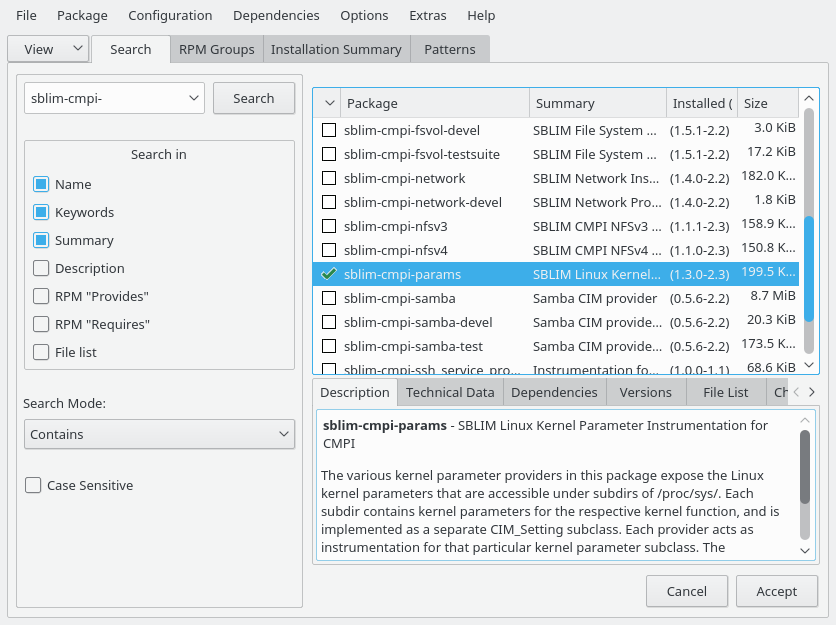 File Package Configuration Dependencies Options Extras Help
View Search RPM Groups Installation Summary Patterns
sblim-cmpi- Search
Search in
Name
Keywords
Summary
Description
RPM "Provides"
RPM "Requires"
File list
Search Mode:
Contains
Case Sensitive
Package Summary Installed ( Size
sblim-cmpi-fsvol-devel SBLIM File System ... (1.5.1-2.2) 3.0 KiB
sblim-cmpi-fsvol-testsuite SBLIM File System ... (1.5.1-2.2) 17.2 KiB
sblim-cmpi-network SBLIM Network Ins... (1.4.0-2.2) 182.0 K...
sblim-cmpi-network-devel SBLIM Network Pro... (1.4.0-2.2) 1.8 KiB
sblim-cmpi-nfsv3 SBLIM CMPI NFSv3 ... (1.1.1-2.3) 158.9 K...
sblim-cmpi-nfsv4 SBLIM CMPI NFSv4 ... (1.1.0-2.3) 150.8 K...
sblim-cmpi-params SBLIM Linux Kernel... (1.3.0-2.3) 199.5 K...
sblim-cmpi-samba Samba CIM provider (0.5.6-2.2) 8.7 MiB
sblim-cmpi-samba-devel Samba CIM provide... (0.5.6-2.2) 20.3 KiB
sblim-cmpi-samba-test Samba CIM provide... (0.5.6-2.2) 173.5 K...
sblim-cmpi-ssh_service_pro... Instrumentation fo... (1.0.0-1.1) 68.6 KiB
Description Technical Data Dependencies Versions File List Ch
sblim-cmpi-params - SBLIM Linux Kernel Parameter Instrumentation for
CMPI
The various kernel parameter providers in this package expose the Linux
kernel parameters that are accessible under subdirs of /proc/sys/. Each
subdir contains kernel parameters for the respective kernel function, and is
implemented as a separate CIM_Setting subclass. Each provider acts as
instrumentation for that particular kernel parameter subclass. The
Cancel Accept